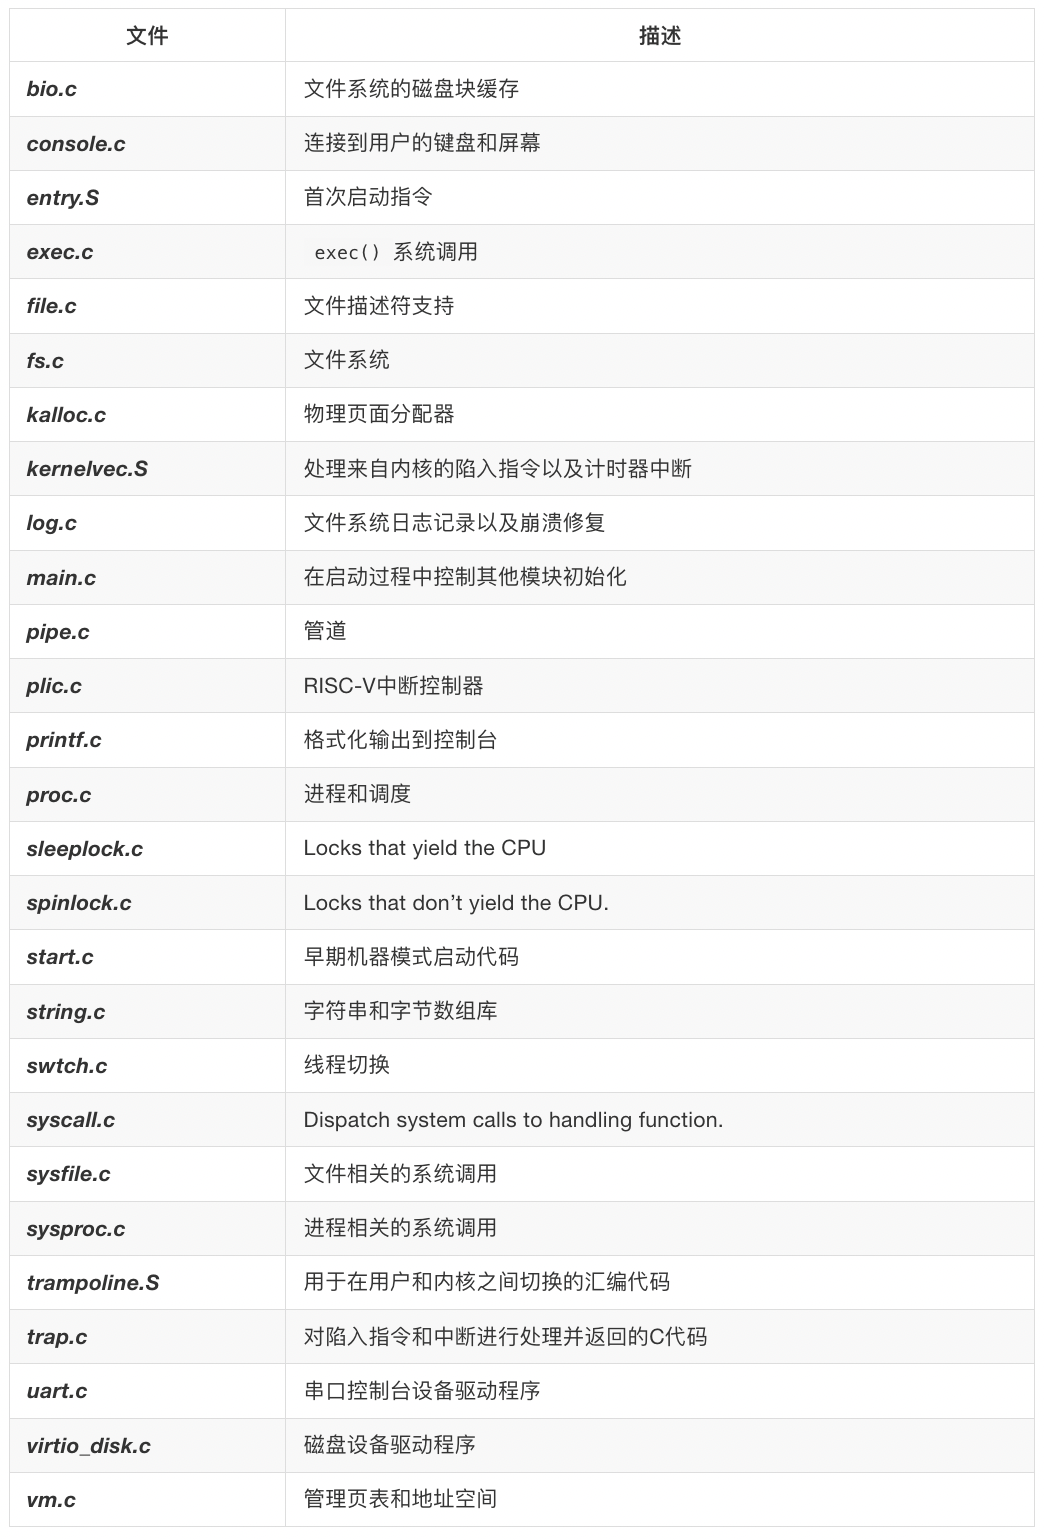 文件 描述
bio.c 文件系统的磁盘块缓存
console.c 连接到用户的键盘和屏幕
entry.S 首次启动指令
exec.c exec() 系统调用
file.c 文件描述符支持
fs.c 文件系统
kalloc.c 物理页面分配器
kernelvec.S 处理来自内核的陷入指令以及计时器中断
log.c 文件系统日志记录以及崩溃修复
main.c 在启动过程中控制其他模块初始化
pipe.c 管道
plic.c RISC-V中断控制器
printf.c 格式化输出到控制台
proc.c 进程和调度
sleeplock.c Locks that yield the CPU
spinlock.c Locks that don’t yield the CPU.
start.c 早期机器模式启动代码
string.c 字符串和字节数组库
swtch.c 线程切换
syscall.c Dispatch system calls to handling function.
sysfile.c 文件相关的系统调用
sysproc.c 进程相关的系统调用
trampoline.S 用于在用户和内核之间切换的汇编代码
trap.c 对陷入指令和中断进行处理并返回的C代码
uart.c 串口控制台设备驱动程序
virtio_disk.c 磁盘设备驱动程序
vm.c 管理页表和地址空间